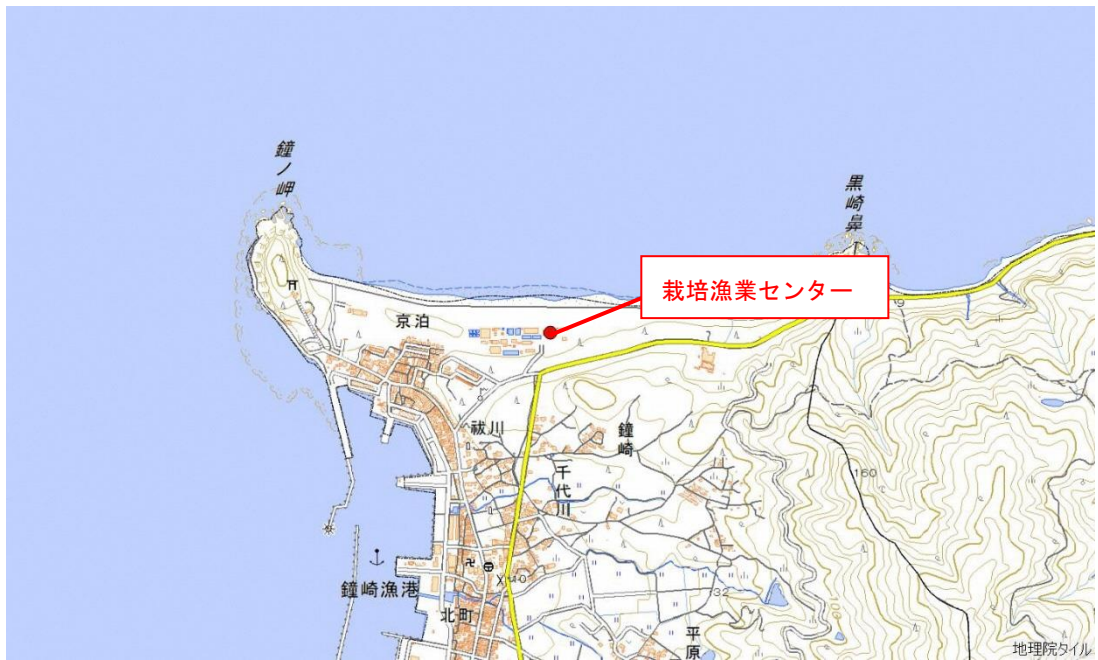 鐘ノ岬
黒崎鼻
栽培漁業センター
京泊
祓川
鐘崎
千代川
160
鐘崎漁港
北町
32
平原
地理院タイル